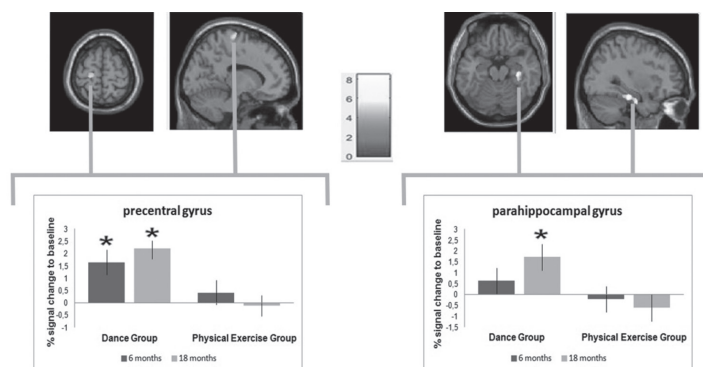 8
6
4
2
0
precentral gyrus
% signal change to baseline
3
2,5
2
1,5
1
0,5
0
-0,5
-1
*
*
Dance Group
Physical Exercise Group
6 months
18 months
parahippocampal gyrus
% signal change to baseline
3
2,5
2
1,5
1
0,5
0
-0,5
-1
-1,5
*
Dance Group
Physical Exercise Group
6 months
18 months